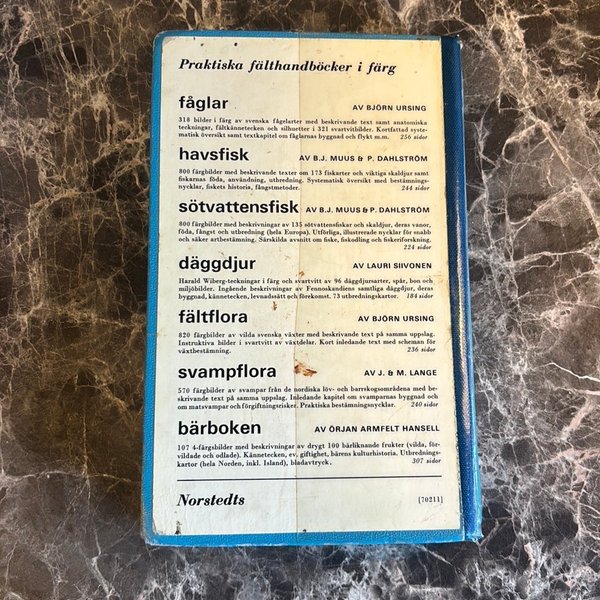 Praktiska fälthandböcker i färg
fåglar AV BJÖRN URSING
318 bilder i färg av svenska fågelarter med beskrivande text samt anatomiska
teckningar, fältkännetecken och silhuetter i 321 svartvitbilder. Kortfattad syste-
matisk översikt samt textkapitel om fåglarnas byggnad och flykt m.m. 256 sidor
havsfisk AV B.J. MUUS & P. DAHLSTRÖM
800 färgbilder med beskrivande texter om 173 fiskarter och viktiga skaldjur samt
fiskarnas föda, användning, utbredning. Systematisk översikt med bestämnings-
nycklar, fiskets historia, fångstmetoder. 244 sidor
sötvattensfisk AV B.J. MUUS & P. DAHLSTRÖM
800 färgbilder med beskrivningar av 135 sötvattensfiskar och skaldjur, deras vanor,
föda, fångst och utbredning (hela Europa). Utförliga, illustrerade nycklar för snabb
och säker artbestämning. Särskilda avsnitt om fiske, fiskodling och fiskeriforskning.
224 sidor
däggdjur AV LAURI SIIVONEN
Harald Wiberg-teckningar i färg och svartvitt av 96 däggdjursarter, spår, bon och
miljöbilder. Ingående beskrivningar av Fennoskandiens samtliga däggdjur, deras
byggnad, kännetecken, levnadssätt och förekomst. 73 utbredningskartor. 184 sidor
fältflora AV BJÖRN URSING
820 färgbilder av vilda svenska växter med beskrivande text på samma uppslag.
Instruktiva bilder i svartvitt av växtdelar. Kort inledande text med scheman för
växtbestämning. 236 sidor
svampflora AV J. & M. LANGE
570 färgbilder av svampar från de nordiska löv- och barrskogsområdena med be-
skrivande text på samma uppslag. Inledande kapitel om svamparnas byggnad och
om matsvampar och förgiftningsrisker. Praktiska bestämningsnycklar. 240 sidor
bärboken AV ÖRJAN ARMFELT HANSELL
107 4-färgsbilder med beskrivningar av drygt 100 bärliknande frukter (vilda, för-
vildade och odlade). Kännetecken, ev. giftighet, bärens kulturhistoria. Utbrednings-
kartor (hela Norden, inkl. Island), bladavtryck. 307 sidor
Norstedts [70211]